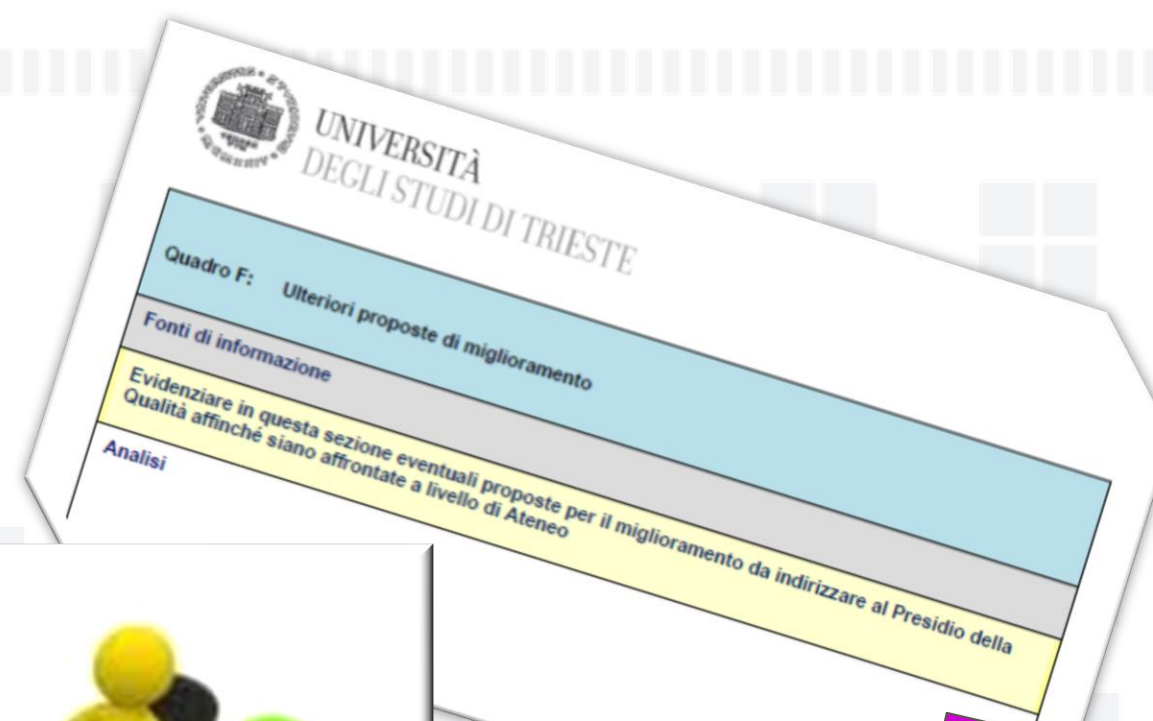 UNIVERSITÀ
DEGLI STUDI DI TRIESTE
Quadro F: Ulteriori proposte di miglioramento
Fonti di informazione
Evidenziare in questa sezione eventuali proposte per il miglioramento da indirizzare al Presidio della
Qualità affinché siano affrontate a livello di Ateneo
Analisi